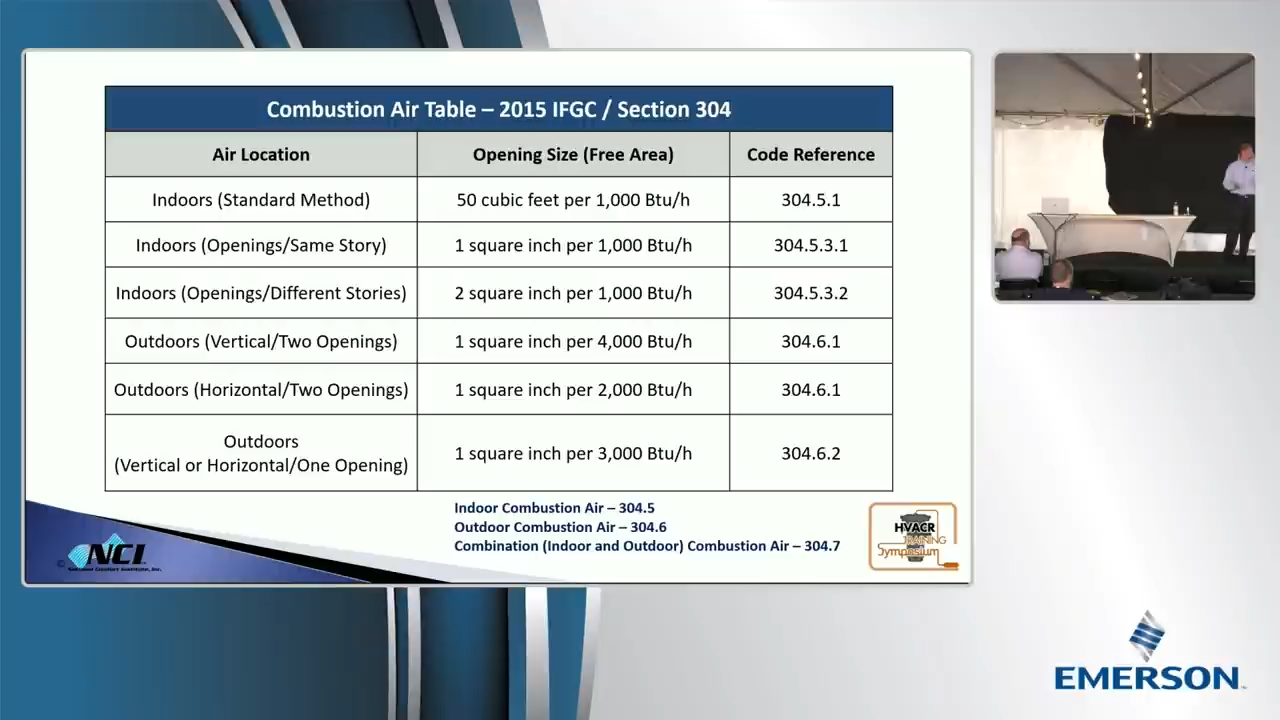 Combustion Air Table – 2015 IFGC / Section 304
Air Location
Opening Size (Free Area)
Code Reference
Indoors (Standard Method)
50 cubic feet per 1,000 Btu/h
304.5.1
Indoors (Openings/Same Story)
1 square inch per 1,000 Btu/h
304.5.3.1
Indoors (Openings/Different Stories)
2 square inch per 1,000 Btu/h
304.5.3.2
Outdoors (Vertical/Two Openings)
1 square inch per 4,000 Btu/h
304.6.1
Outdoors (Horizontal/Two Openings)
1 square inch per 2,000 Btu/h
304.6.1
Outdoors
(Vertical or Horizontal/One Opening)
1 square inch per 3,000 Btu/h
304.6.2
Indoor Combustion Air – 304.5
Outdoor Combustion Air – 304.6
Combination (Indoor and Outdoor) Combustion Air – 304.7
NCI
HVACR
TRAINING
Symposium
EMERSON